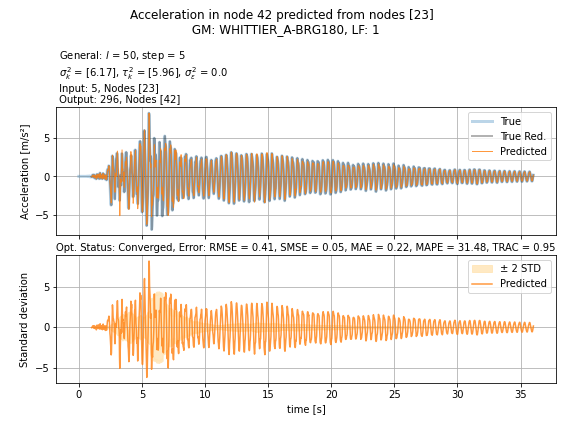 Acceleration in node 42 predicted from nodes [23]
GM: WHITTIER_A-BRG180, LF: 1
General: l = 50, step = 5
σ²ₖ = [6.17], τ²ₖ = [5.96], σ²ε = 0.0
Input: 5, Nodes [23]
Output: 296, Nodes [42]
Acceleration [m/s²]
5
0
−5
True
True Red.
Predicted
Opt. Status: Converged, Error: RMSE = 0.41, SMSE = 0.05, MAE = 0.22, MAPE = 31.48, TRAC = 0.95
Standard deviation
5
0
−5
± 2 STD
Predicted
0 5 10 15 20 25 30 35
time [s]